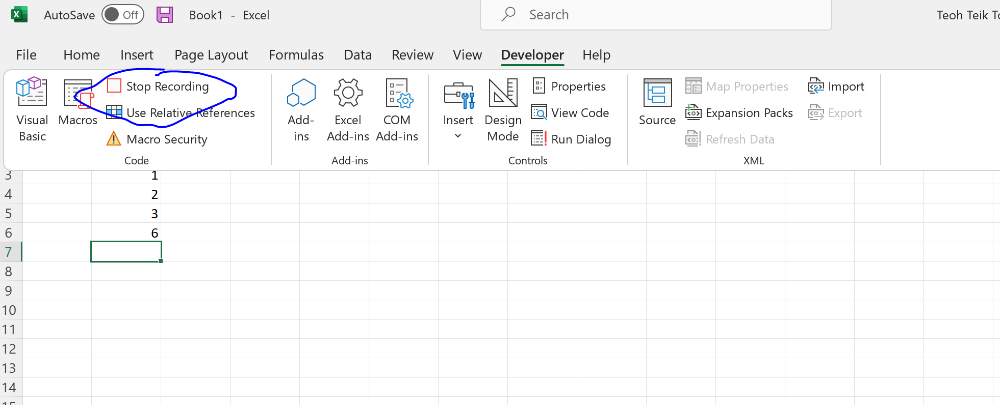 AutoSave Off Book1 - Excel Search Teoh Teik To
File Home Insert Page Layout Formulas Data Review View Developer Help
Visual Basic
Macros
Stop Recording
Use Relative References
Macro Security
Code
Add-ins
Excel Add-ins
COM Add-ins
Add-ins
Insert
Design Mode
Properties
View Code
Run Dialog
Controls
Source
Map Properties
Expansion Packs
Refresh Data
Import
Export
XML
3 1
4 2
5 3
6 6
7
8
9
10
11
12
13
14
15